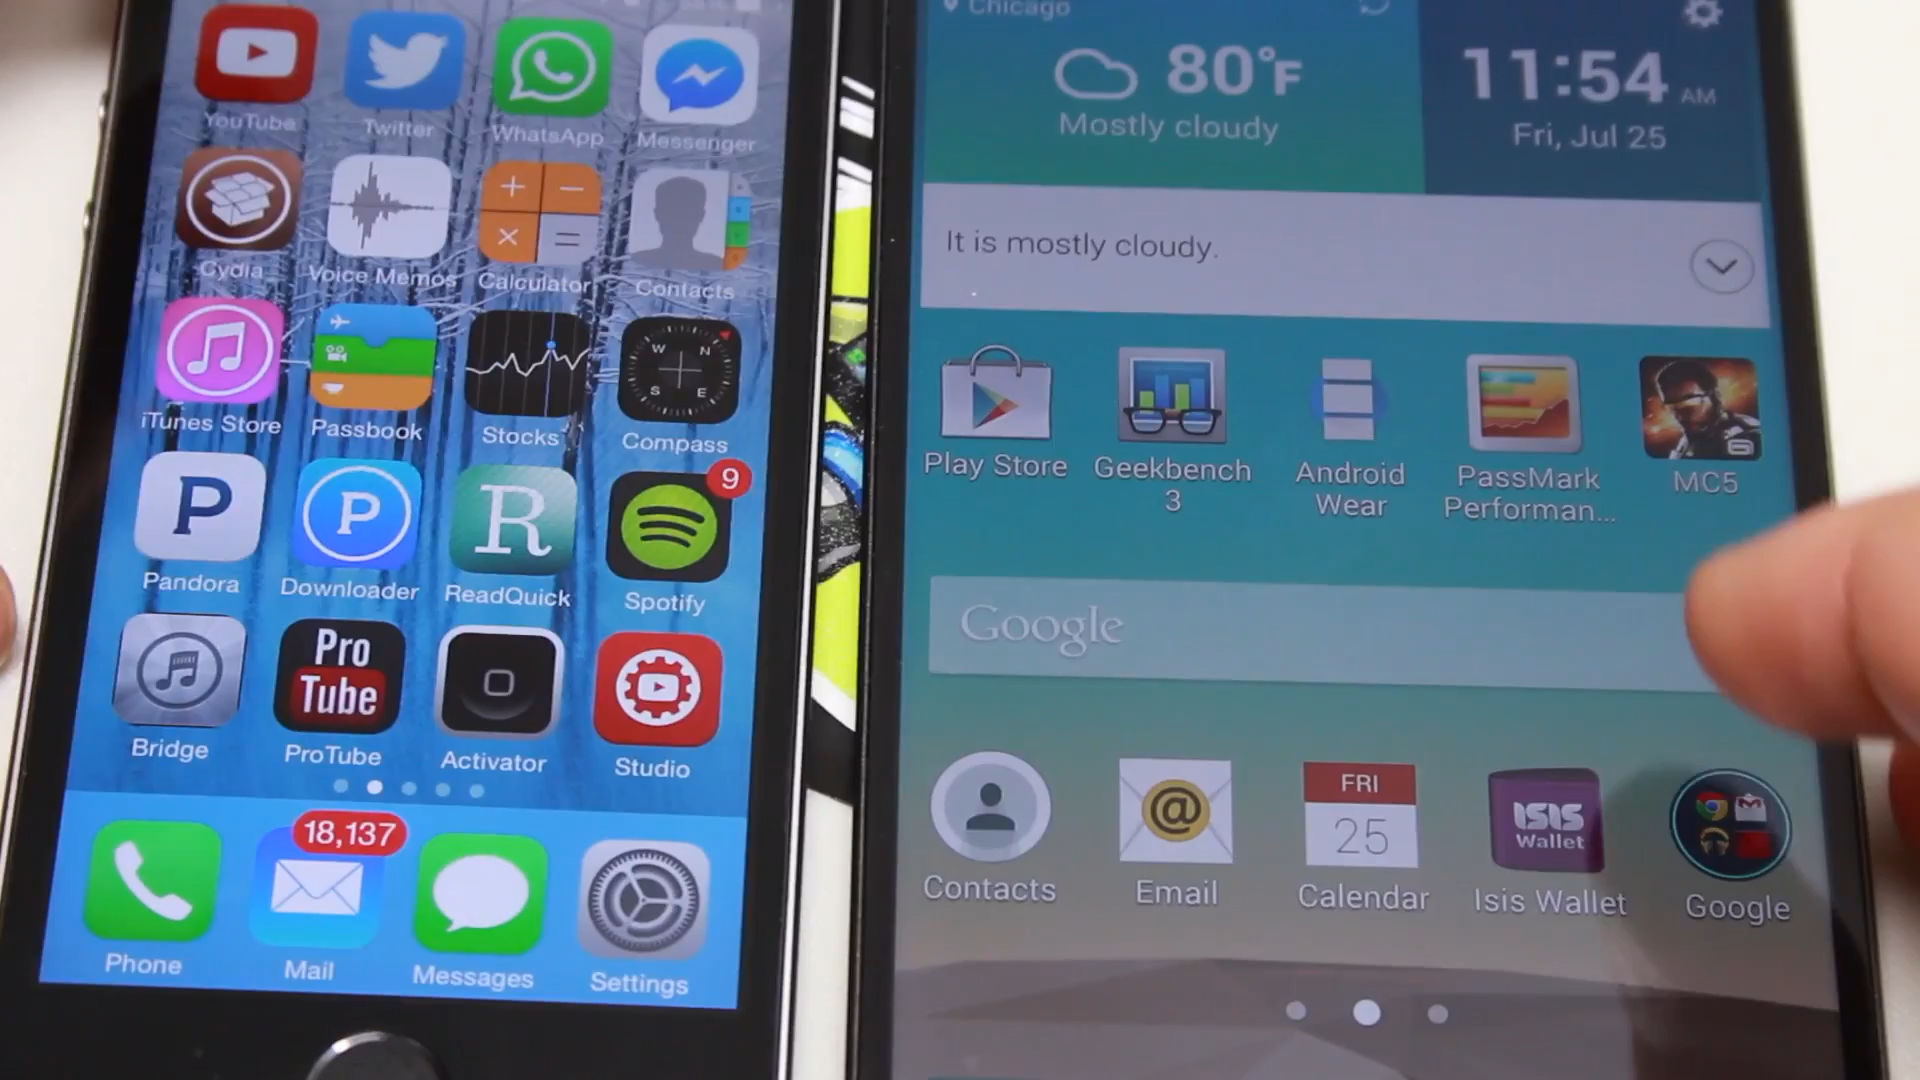 YouTube
Twitter
WhatsApp
Messenger
Cydia
Voice Memos
Calculator
Contacts
W N
S E
iTunes Store
Passbook
Stocks
Compass
P
P
R
9
Pandora
Downloader
ReadQuick
Spotify
Pro
Tube
Bridge
ProTube
Activator
Studio
18,137
Phone
Mail
Messages
Settings
Chicago
80°F
Mostly cloudy
11:54 AM
Fri, Jul 25
It is mostly cloudy.
Play Store
Geekbench
3
Android
Wear
PassMark
Performan...
MC5
Google
FRI
25
ISIS
Wallet
Contacts
Email
Calendar
Isis Wallet
Google